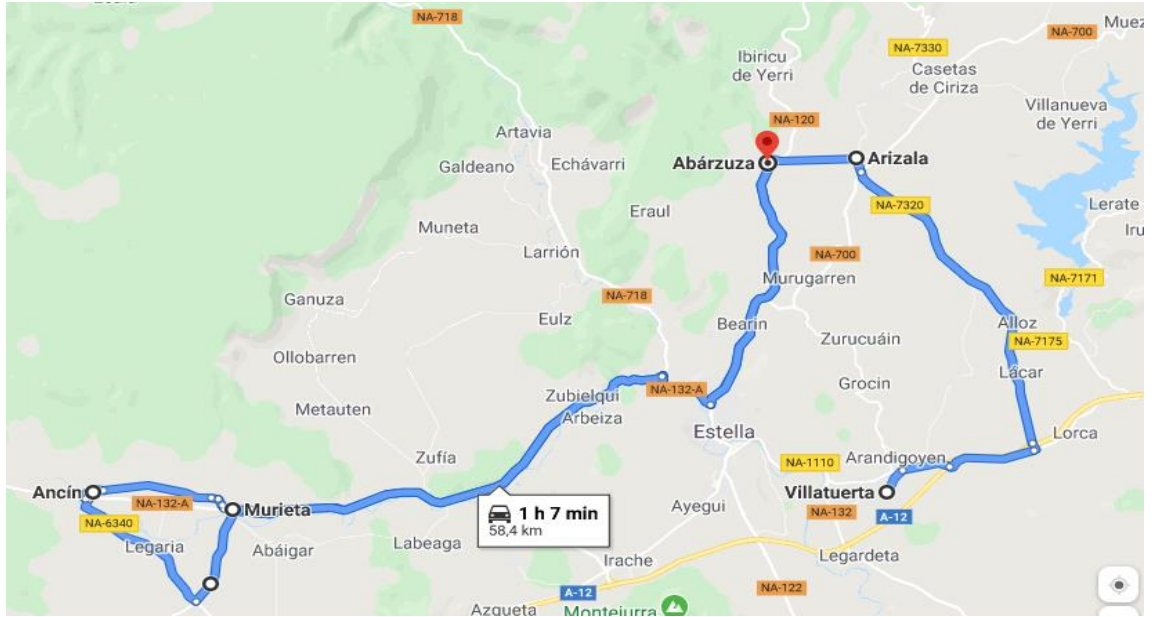 NA-718
Muez
NA-700
NA-7330
Ibiricu
de Yerri
Casetas
de Ciriza
Villanueva
de Yerri
NA-120
Artavia
Galdeano
Echávarri
Abárzuza
Arizala
NA-7320
Lerate
Iru
Eraul
Muneta
Larrión
NA-700
NA-7171
Murugarren
Ganuza
NA-718
Eulz
Bearin
Alloz
Zurucuáin
NA-7175
Ollobarren
Lácar
Grocin
NA-132-A
Zubielqui
Arbeiza
Metauten
Estella
Lorca
Zufía
NA-1110
Arandigoyen
Ancín
Villatuerta
NA-132-A
Murieta
1 h 7 min
58,4 km
Ayegui
NA-132
A-12
NA-6340
Legaria
Abáigar
Labeaga
Irache
Legardeta
A-12
NA-122
Azqueta
Montejurra